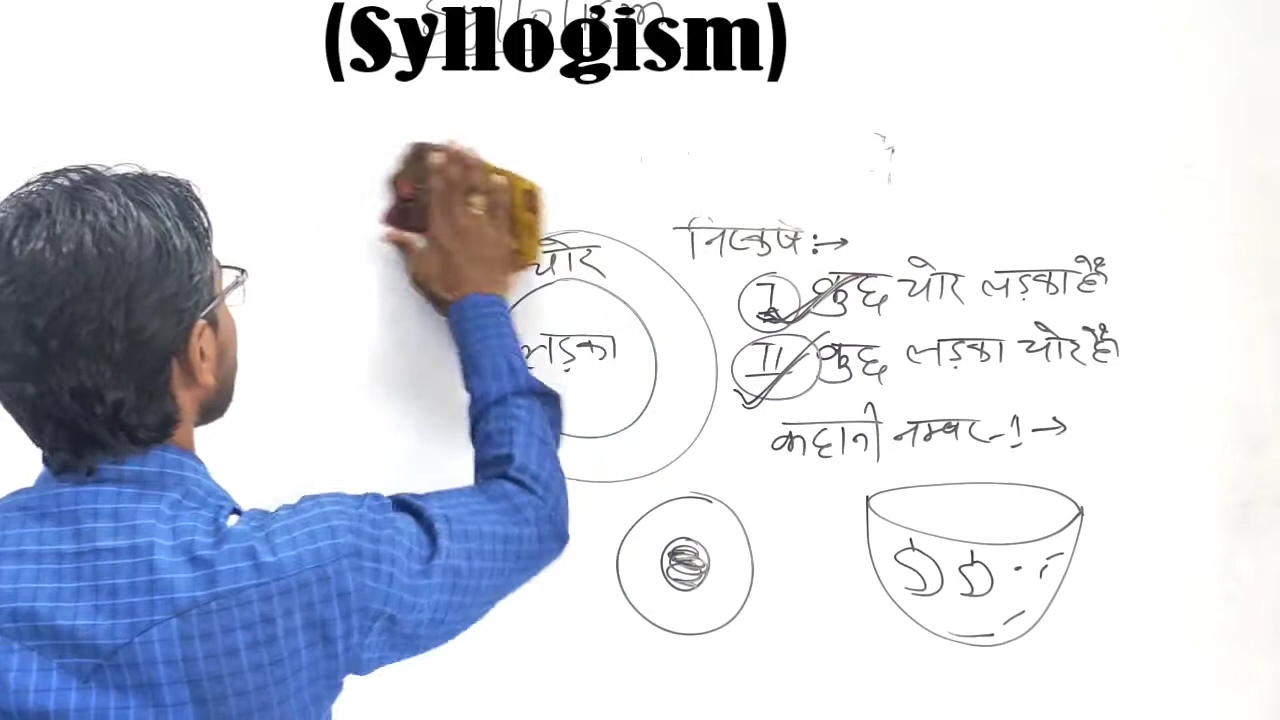 (Syllogism)
चोर
लड़का
निष्कर्ष :→
I कुछ चोर लड़का है
II कुछ लड़का चोर है
कहानी नम्बर-1→